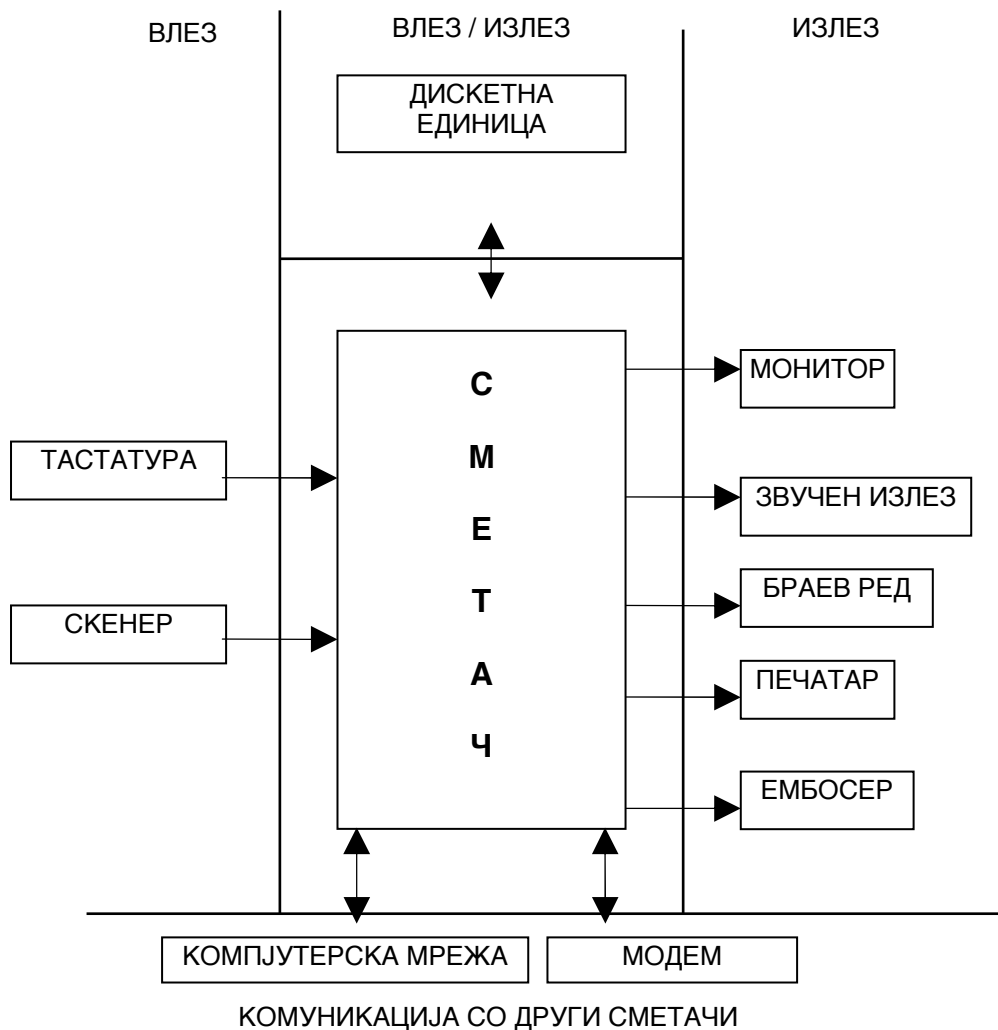 ВЛЕЗ
ВЛЕЗ / ИЗЛЕЗ
ИЗЛЕЗ
ДИСКЕТНА
ЕДИНИЦА
С
М
Е
Т
А
Ч
ТАСТАТУРА
СКЕНЕР
МОНИТОР
ЗВУЧЕН ИЗЛЕЗ
БРАЕВ РЕД
ПЕЧАТАР
ЕМБОСЕР
КОМПЈУТЕРСКА МРЕЖА
МОДЕМ
КОМУНИКАЦИЈА СО ДРУГИ СМЕТАЧИ